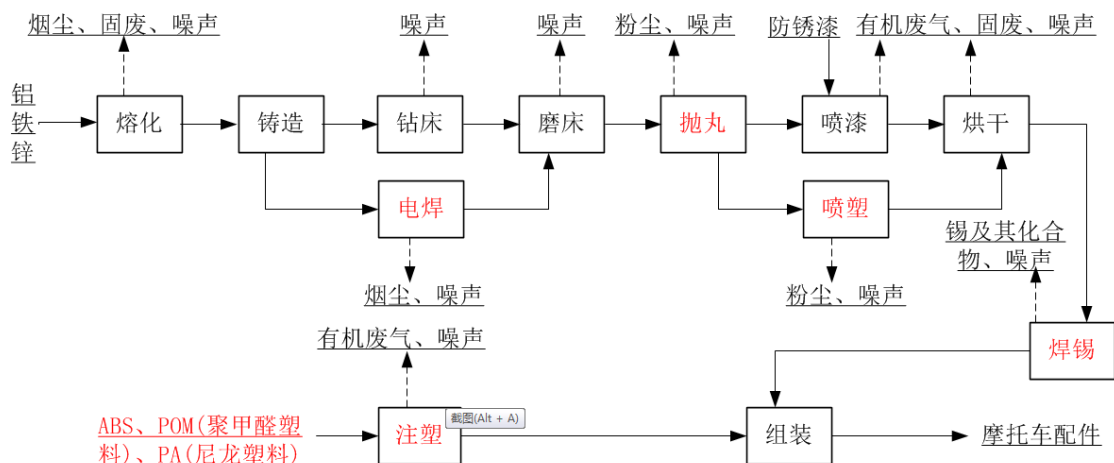 烟尘、固废、噪声
噪声
噪声
粉尘、噪声
防锈漆
有机废气、固废、噪声
铝
铁
锌
熔化
铸造
钻床
磨床
抛丸
喷漆
烘干
电焊
喷塑
烟尘、噪声
粉尘、噪声
锡及其化合
物、噪声
有机废气、噪声
焊锡
ABS、POM(聚甲醛塑
料)、PA(尼龙塑料)
注塑
截图(Alt + A)
组装
摩托车配件